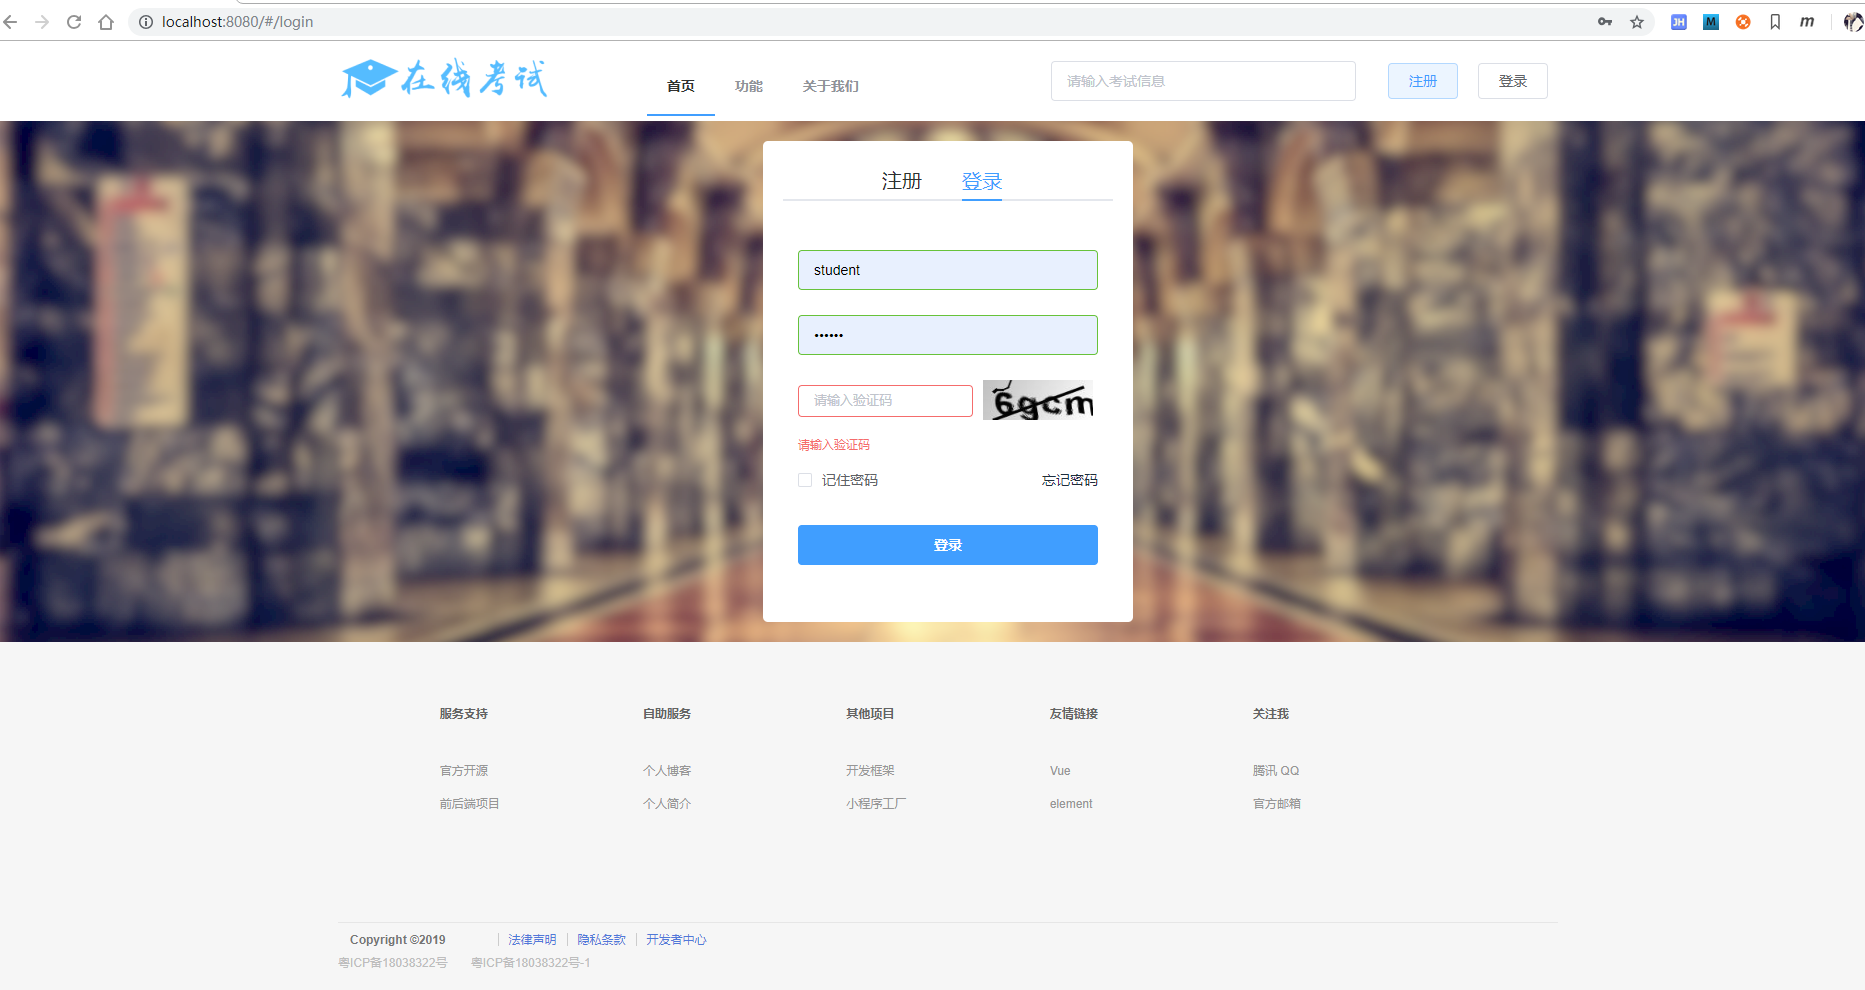 localhost:8080/#/login
JH M m
在线考试
首页 功能 关于我们 请输入考试信息 注册 登录
注册 登录
student
••••••
请输入验证码 6gcm
请输入验证码
记住密码 忘记密码
登录
服务支持 自助服务 其他项目 友情链接 关注我
官方开源 个人博客 开发框架 Vue 腾讯 QQ
前后端项目 个人简介 小程序工厂 element 官方邮箱
Copyright ©2019 法律声明 隐私条款 开发者中心
粤ICP备18038322号 粤ICP备18038322号-1